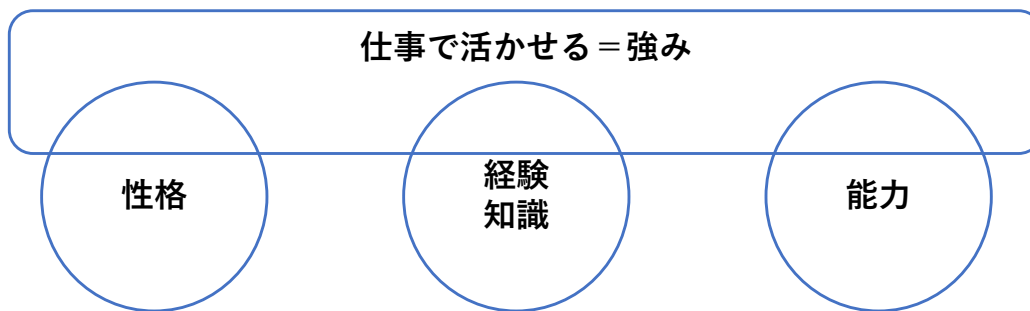 仕事で活かせる＝強み
性格
経験
知識
能力